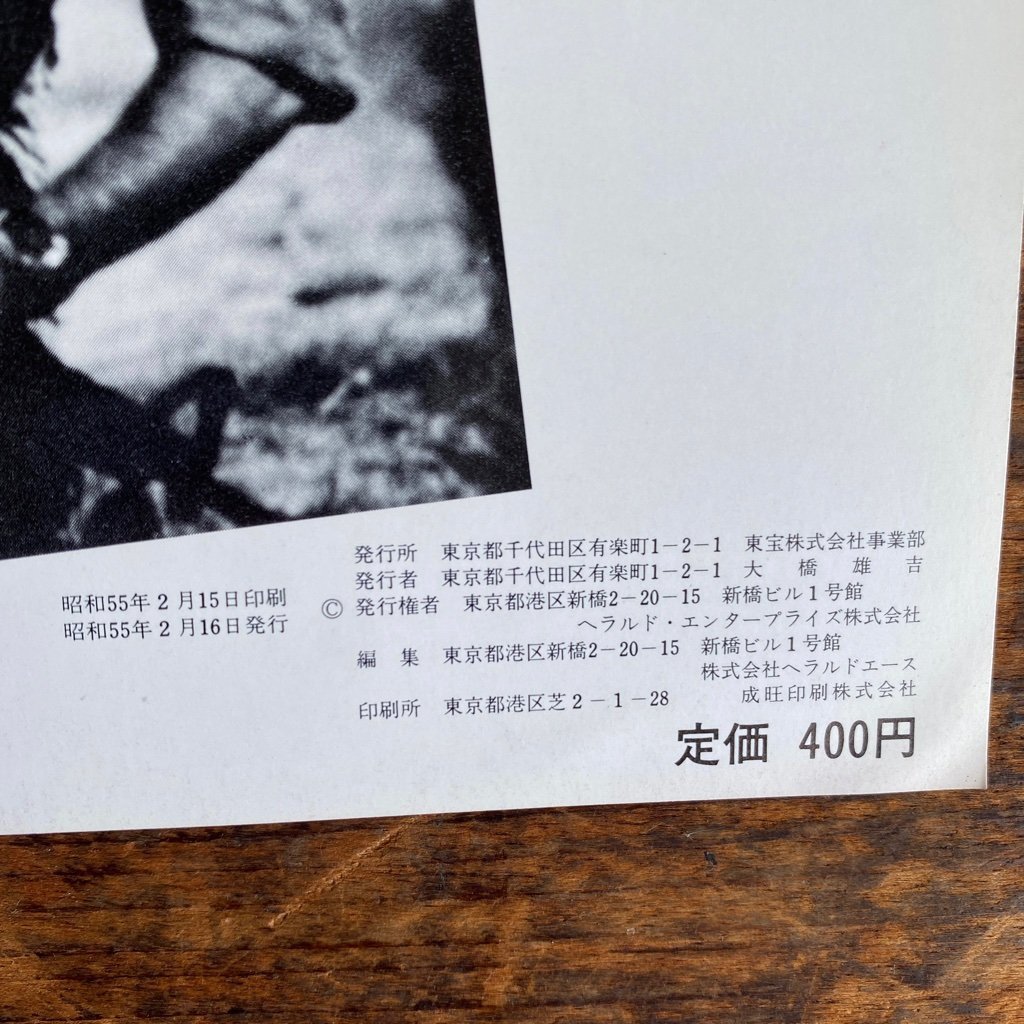 昭和55年2月15日印刷
昭和55年2月16日発行
発行所 東京都千代田区有楽町1-2-1 東宝株式会社事業部
発行者 東京都千代田区有楽町1-2-1 大橋雄吉
© 発行権者 東京都港区新橋2-20-15 新橋ビル1号館
ヘラルド・エンタープライズ株式会社
編集 東京都港区新橋2-20-15 新橋ビル1号館
株式会社ヘラルドエース
印刷所 東京都港区芝2-1-28 成旺印刷株式会社
定価 400円